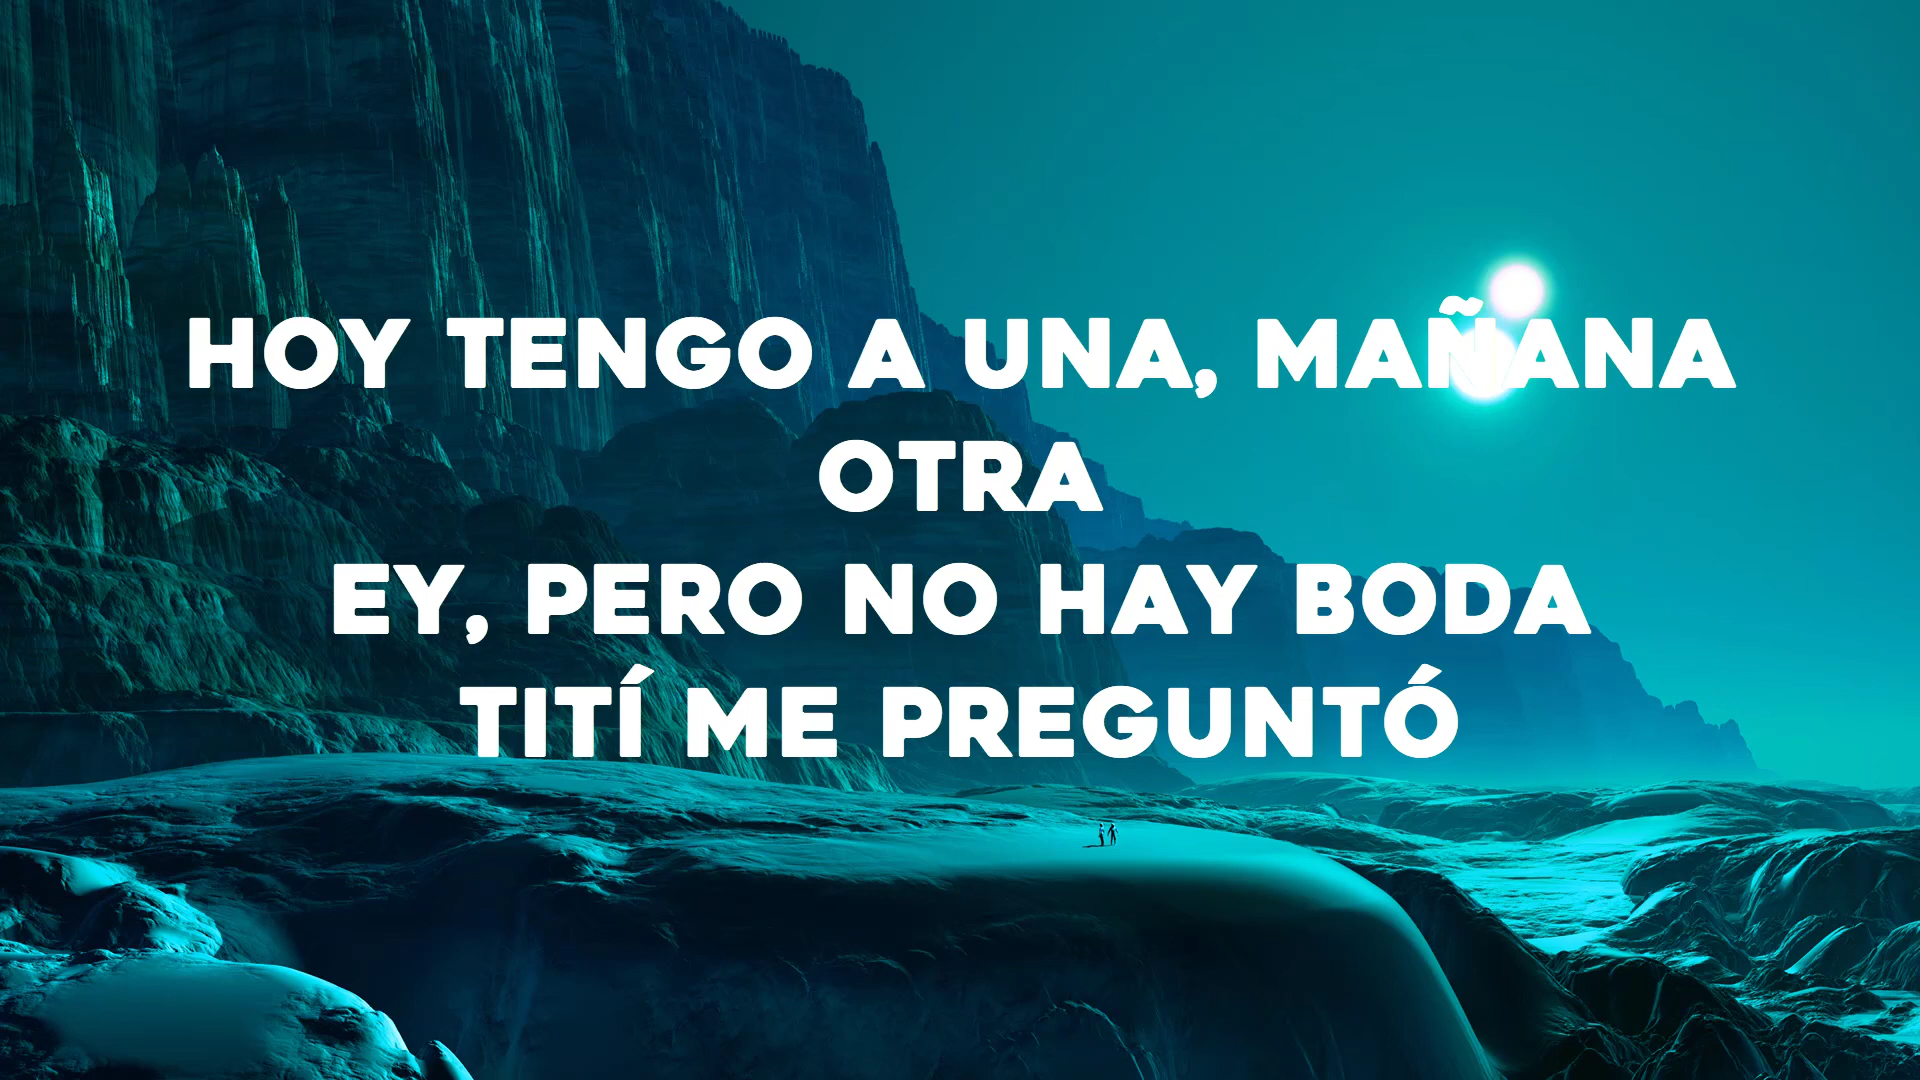 HOY TENGO A UNA, MAÑANA
OTRA
EY, PERO NO HAY BODA
TITÍ ME PREGUNTÓ